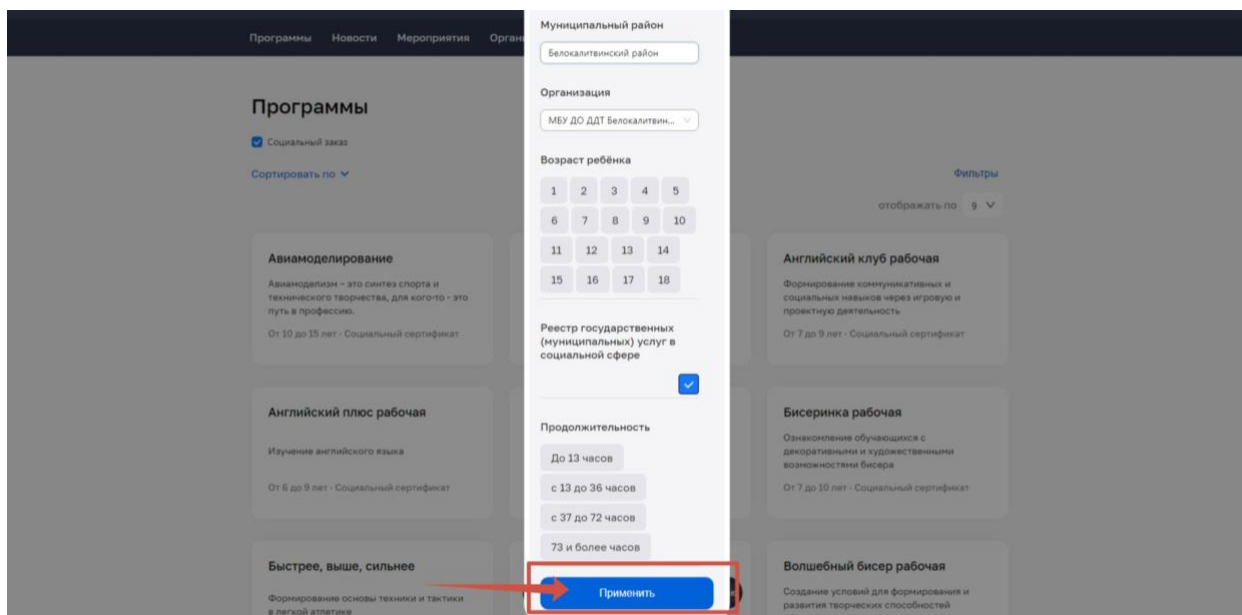 Программы Новости Мероприятия
Программы
Социальный заказ
Сортировать по
Фильтры
отображать по 9
Муниципальный район
Белокалитвинский район
Организация
МБУ ДО ДДТ Белокалитвин...
Возраст ребёнка
1 2 3 4 5
6 7 8 9 10
11 12 13 14
15 16 17 18
Реестр государственных
(муниципальных) услуг в
социальной сфере
Продолжительность
До 13 часов
с 13 до 36 часов
с 37 до 72 часов
73 и более часов
Применить
Авиамоделирование
Авиамоделизм – это синтез спорта и
технического творчества, для кого-то - это
путь в профессию.
От 10 до 15 лет · Социальный сертификат
Английский клуб рабочая
Формирование коммуникативных и
социальных навыков через игровую и
проектную деятельность
От 7 до 9 лет · Социальный сертификат
Английский плюс рабочая
Изучение английского языка
От 6 до 9 лет · Социальный сертификат
Бисеринка рабочая
Ознакомление обучающихся с
декоративными и художественными
возможностями бисера
От 7 до 10 лет · Социальный сертификат
Быстрее, выше, сильнее
Формирование основы техники и тактики
в легкой атлетике
Волшебный бисер рабочая
Создание условий для формирования и
развития творческих способностей